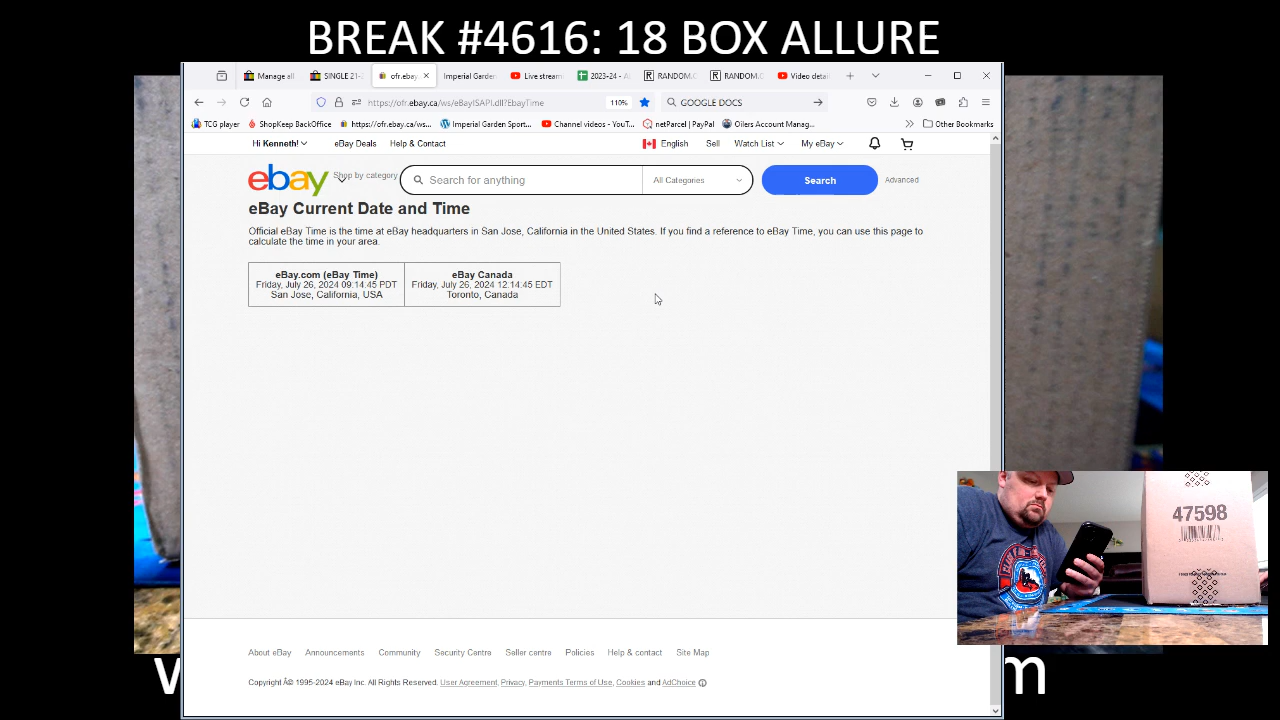 BREAK #4616: 18 BOX ALLURE
Manage all
SINGLE 21-
ofr.ebay.
Imperial Garden
Live stream
2023-24 - A
RANDOM.
RANDOM.
Video detai
https://ofr.ebay.ca/ws/eBayISAPI.dll?EbayTime
110%
GOOGLE DOCS
TCG player
ShopKeep BackOffice
https://ofr.ebay.ca/ws...
Imperial Garden Sport...
Channel videos - YouT...
netParcel | PayPal
Oilers Account Manag...
Other Bookmarks
Hi Kenneth!
eBay Deals
Help & Contact
English
Sell
Watch List
My eBay
ebay
Shop by category
Search for anything
All Categories
Search
Advanced
eBay Current Date and Time
Official eBay Time is the time at eBay headquarters in San Jose, California in the United States. If you find a reference to eBay Time, you can use this page to
calculate the time in your area.
eBay.com (eBay Time)
Friday, July 26, 2024 09:14:45 PDT
San Jose, California, USA
eBay Canada
Friday, July 26, 2024 12:14:45 EDT
Toronto, Canada
47598
About eBay
Announcements
Community
Security Centre
Seller centre
Policies
Help & contact
Site Map
Copyright Â© 1995-2024 eBay Inc. All Rights Reserved. User Agreement, Privacy, Payments Terms of Use, Cookies and AdChoice